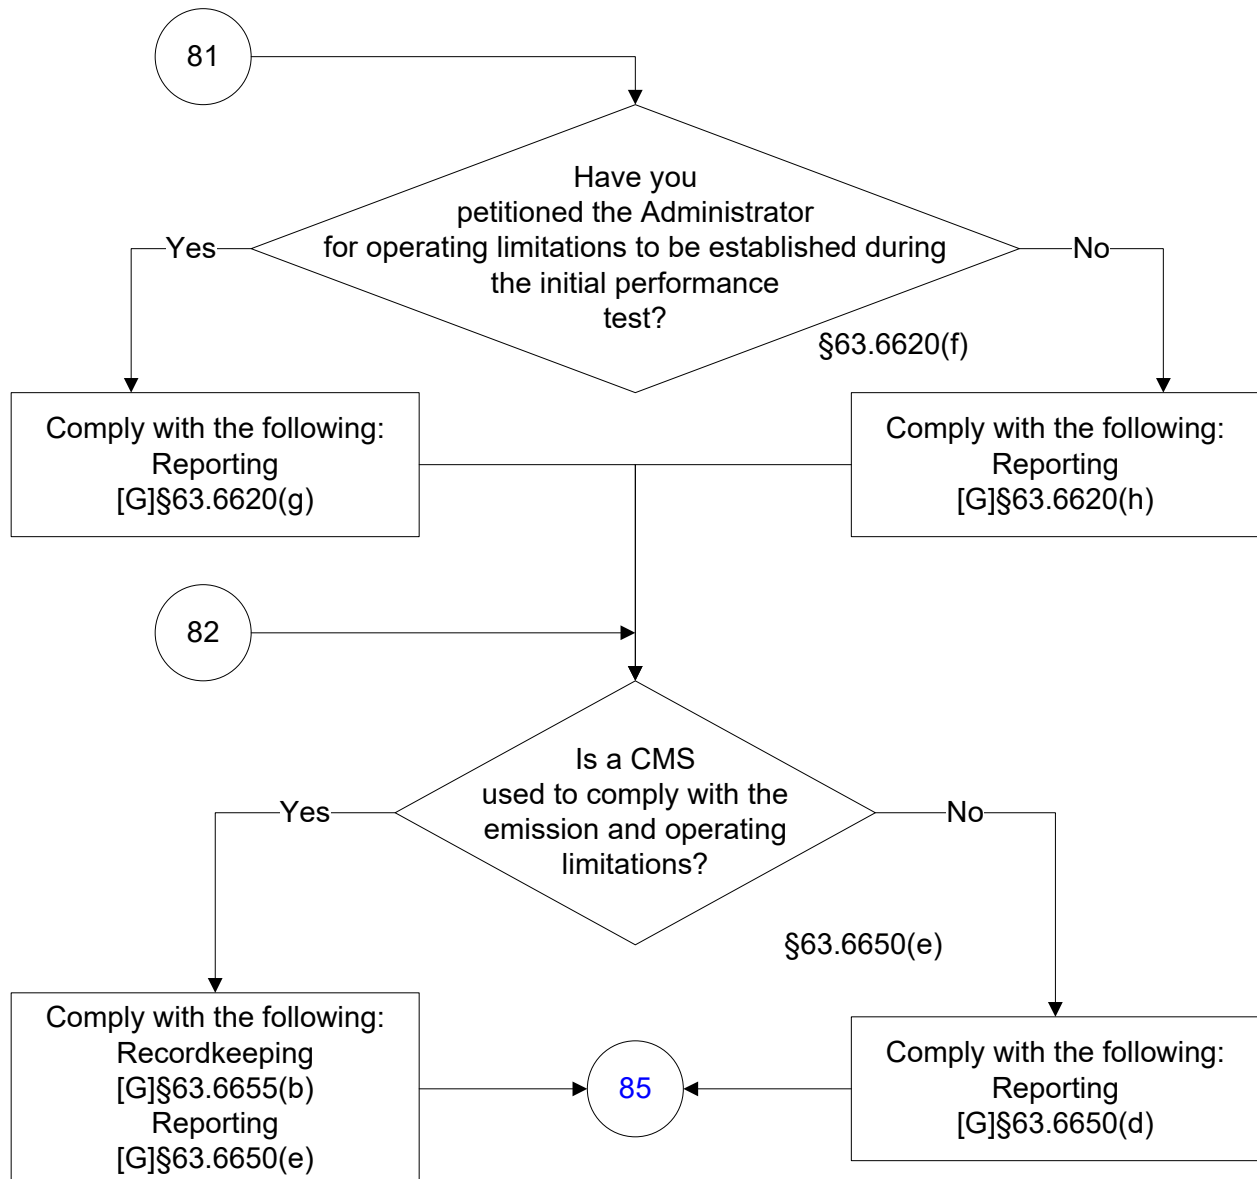 81
Have you
petitioned the Administrator
for operating limitations to be established during
the initial performance
test?
Yes
No
§63.6620(f)
Comply with the following:
Reporting
[G]§63.6620(g)
Comply with the following:
Reporting
[G]§63.6620(h)
82
Is a CMS
used to comply with the
emission and operating
limitations?
Yes
No
§63.6650(e)
Comply with the following:
Recordkeeping
[G]§63.6655(b)
Reporting
[G]§63.6650(e)
85
Comply with the following:
Reporting
[G]§63.6650(d)